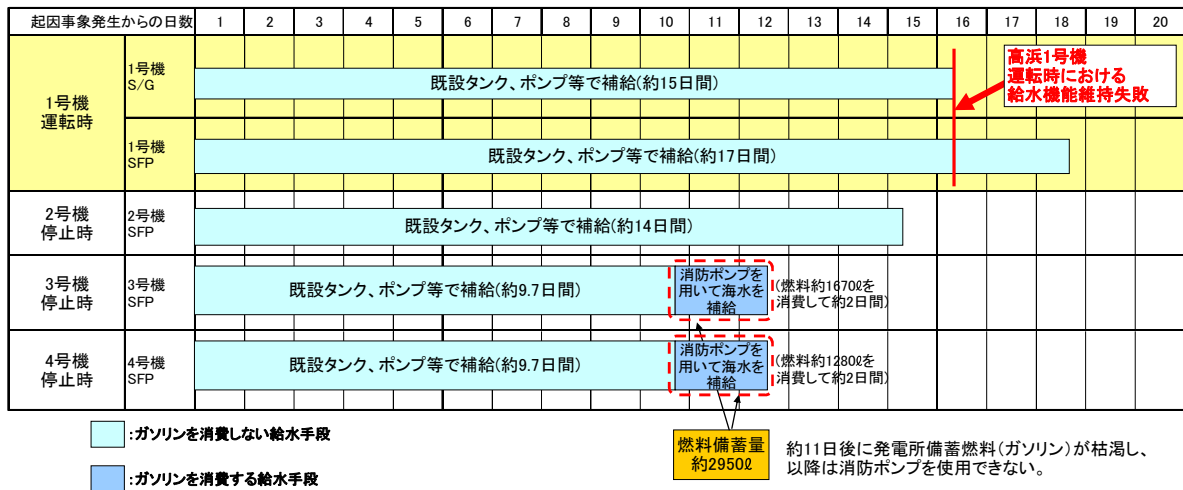 起因事象発生からの日数 1 2 3 4 5 6 7 8 9 10 11 12 13 14 15 16 17 18 19 20
1号機
運転時
1号機
S/G
既設タンク、ポンプ等で補給(約15日間)
高浜1号機
運転時における
給水機能維持失敗
1号機
SFP
既設タンク、ポンプ等で補給(約17日間)
2号機
停止時
2号機
SFP
既設タンク、ポンプ等で補給(約14日間)
3号機
停止時
3号機
SFP
既設タンク、ポンプ等で補給(約9.7日間)
消防ポンプを
用いて海水を
補給
(燃料約1670ℓを
消費して約2日間)
4号機
停止時
4号機
SFP
既設タンク、ポンプ等で補給(約9.7日間)
消防ポンプを
用いて海水を
補給
(燃料約1280ℓを
消費して約2日間)
:ガソリンを消費しない給水手段
:ガソリンを消費する給水手段
燃料備蓄量
約2950ℓ
約11日後に発電所備蓄燃料(ガソリン)が枯渇し、
以降は消防ポンプを使用できない。